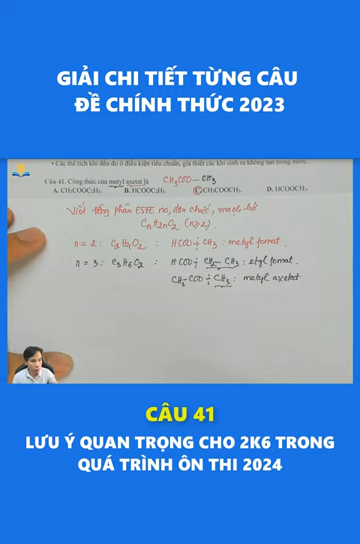 GIẢI CHI TIẾT TỪNG CÂU
ĐỀ CHÍNH THỨC 2023
• Các thể tích khí đều đo ở điều kiện tiêu chuẩn, giả thiết các khí sinh ra không tan trong nước.
Câu 41. Công thức của metyl axetat là CH3COO - CH3
A. CH3COOC2H5. B. HCOOC2H5. C CH3COOCH3. D. HCOOCH3.
Viết đồng phân ESTE no, đơn chức, mạch hở
CnH2nO2 (n≥2).
n = 2 : C2H4O2 : HCOO-CH3 : metyl fomat.
n = 3 : C3H6O2 : HCOO-CH2-CH3 : etyl fomat.
CH3-COO-CH3 : metyl axetat
CÂU 41
LƯU Ý QUAN TRỌNG CHO 2K6 TRONG
QUÁ TRÌNH ÔN THI 2024